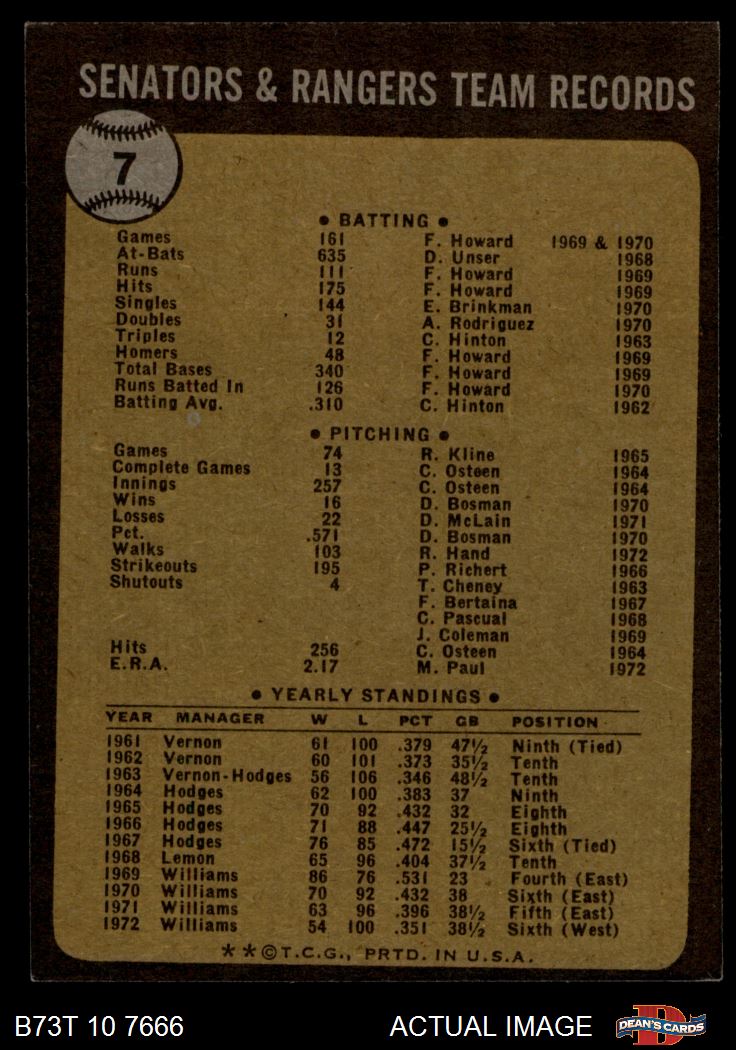 SENATORS & RANGERS TEAM RECORDS
7
• BATTING •
Games 161 F. Howard 1969 & 1970
At-Bats 635 D. Unser 1968
Runs 111 F. Howard 1969
Hits 175 F. Howard 1969
Singles 144 E. Brinkman 1970
Doubles 31 A. Rodriguez 1970
Triples 12 C. Hinton 1963
Homers 48 F. Howard 1969
Total Bases 340 F. Howard 1969
Runs Batted In 126 F. Howard 1970
Batting Avg. .310 C. Hinton 1962
• PITCHING •
Games 74 R. Kline 1965
Complete Games 13 C. Osteen 1964
Innings 257 C. Osteen 1964
Wins 16 D. Bosman 1970
Losses 22 D. McLain 1971
Pct. .571 D. Bosman 1970
Walks 103 R. Hand 1972
Strikeouts 195 P. Richert 1966
Shutouts 4 T. Cheney 1963
F. Bertaina 1967
C. Pascual 1968
J. Coleman 1969
Hits 256 C. Osteen 1964
E.R.A. 2.17 M. Paul 1972
• YEARLY STANDINGS •
YEAR MANAGER W L PCT GB POSITION
1961 Vernon 61 100 .379 47½ Ninth (Tied)
1962 Vernon 60 101 .373 35½ Tenth
1963 Vernon-Hodges 56 106 .346 48½ Tenth
1964 Hodges 62 100 .383 37 Ninth
1965 Hodges 70 92 .432 32 Eighth
1966 Hodges 71 88 .447 25½ Eighth
1967 Hodges 76 85 .472 15½ Sixth (Tied)
1968 Lemon 65 96 .404 37½ Tenth
1969 Williams 86 76 .531 23 Fourth (East)
1970 Williams 70 92 .432 38 Sixth (East)
1971 Williams 63 96 .396 38½ Fifth (East)
1972 Williams 54 100 .351 38½ Sixth (West)
**©T.C.G., PRTD. IN U.S.A.
B73T 10 7666 ACTUAL IMAGE D DEAN'S CARDS